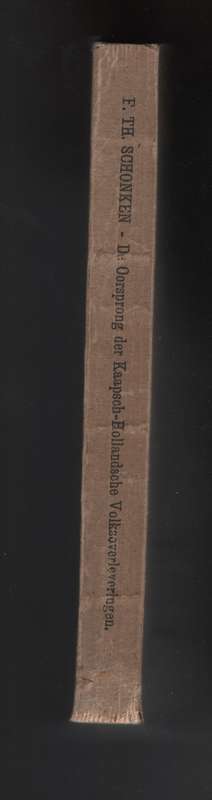 F. TH. SCHONKEN - De Oorsprong der Kaapsch-Hollandsche Volksoverleveringen.